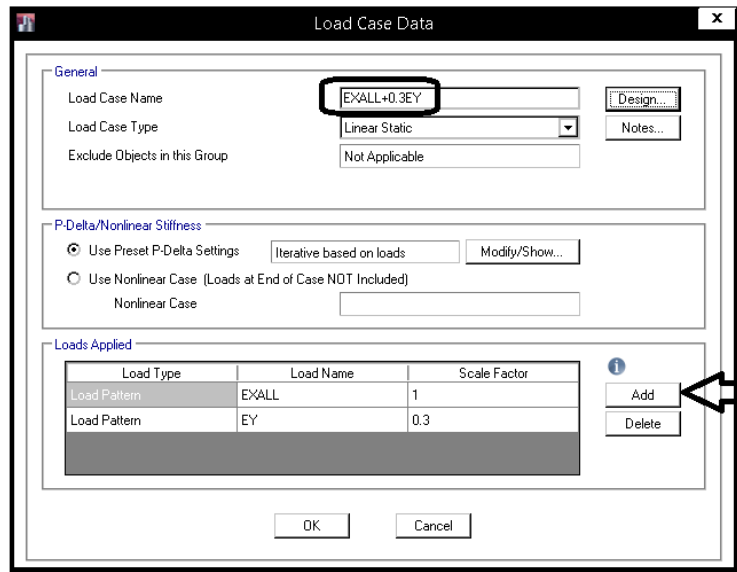 Load Case Data
x
General
Load Case Name EXALL+0.3EY Design...
Load Case Type Linear Static Notes...
Exclude Objects in this Group Not Applicable
P-Delta/Nonlinear Stiffness
Use Preset P-Delta Settings Iterative based on loads Modify/Show...
Use Nonlinear Case (Loads at End of Case NOT Included)
Nonlinear Case
Loads Applied
Load Type Load Name Scale Factor
Load Pattern EXALL 1 Add
Load Pattern EY 0.3 Delete
OK Cancel